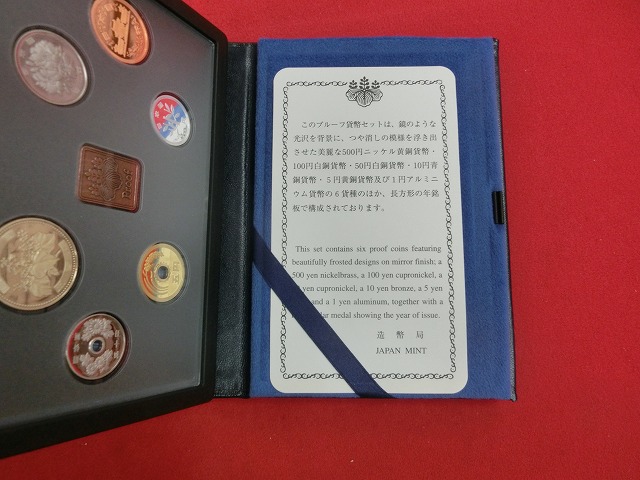 このプルーフ貨幣セットは、鏡のような
光沢を背景に、つや消しの模様を浮き出
させた美麗な500円ニッケル黄銅貨幣・
100円白銅貨幣・50円白銅貨幣・10円青
銅貨幣・5円黄銅貨幣及び1円アルミニ
ウム貨幣の6貨種のほか、長方形の年銘
板で構成されております。
This set contains six proof coins featuring
beautifully frosted designs on mirror finish; a
500 yen nickelbrass, a 100 yen cupronickel, a
yen cupronickel, a 10 yen bronze, a 5 yen
and a 1 yen aluminum, together with a
lar medal showing the year of issue.
造幣局
JAPAN MINT